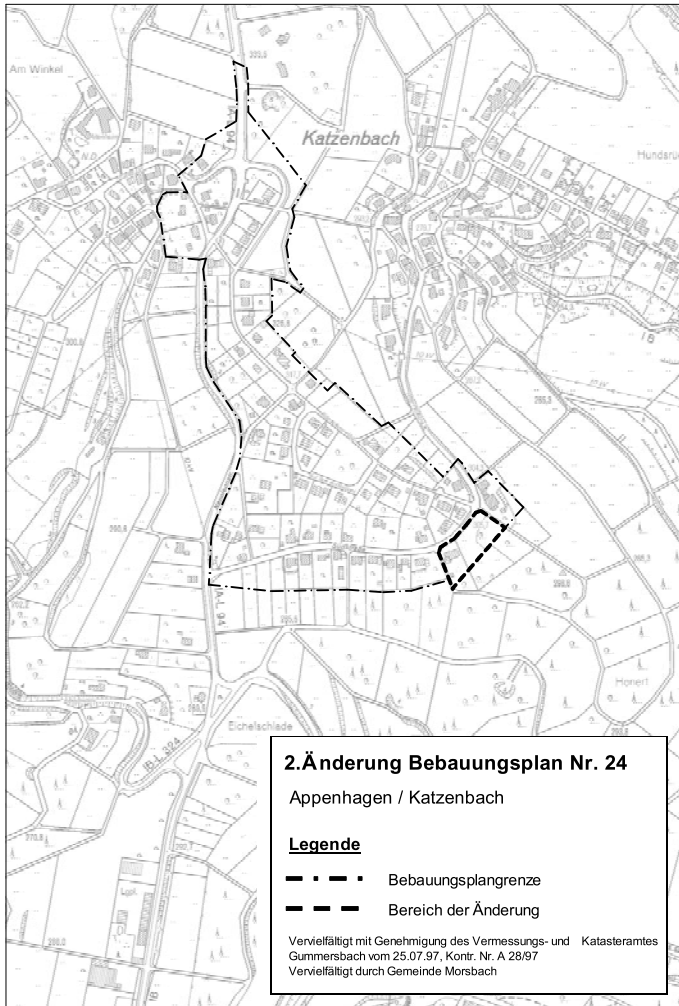 Am Winkel
N.D.
Katzenbach
Hundsrü
Honert
Eichelschlade
2.Änderung Bebauungsplan Nr. 24
Appenhagen / Katzenbach
Legende
Bebauungsplangrenze
Bereich der Änderung
Vervielfältigt mit Genehmigung des Vermessungs- und Katasteramtes
Gummersbach vom 25.07.97, Kontr. Nr. A 28/97
Vervielfältigt durch Gemeinde Morsbach